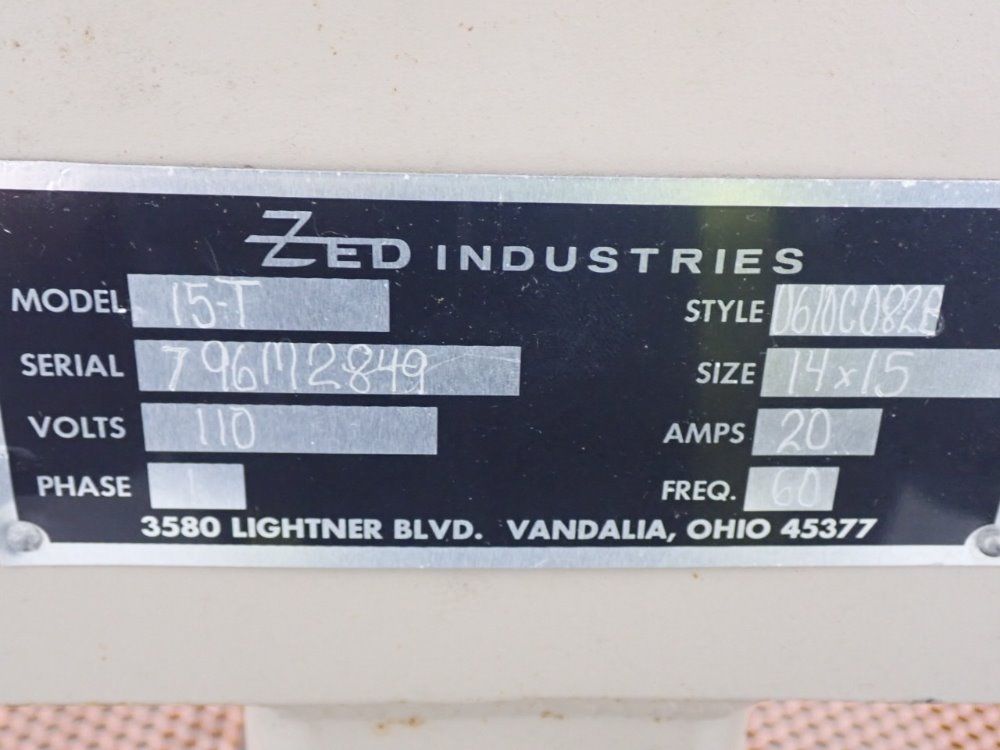 ZED INDUSTRIES
MODEL 15-T STYLE
SERIAL 796M2849 SIZE 14x15
VOLTS 110 AMPS 20
PHASE 1 FREQ. 60
3580 LIGHTNER BLVD. VANDALIA, OHIO 45377